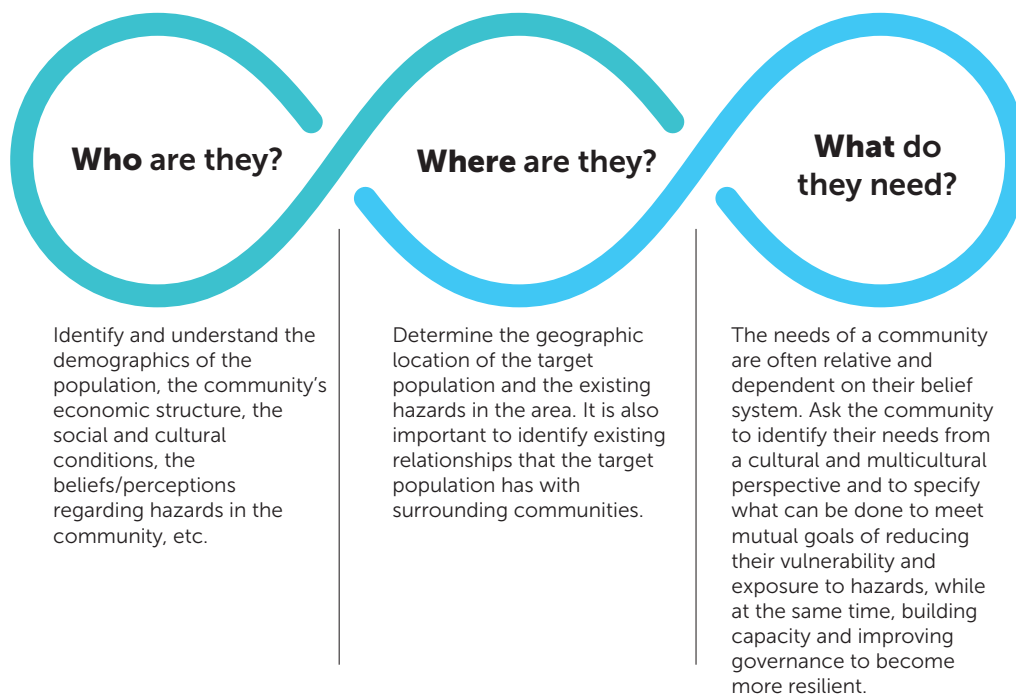 Who are they?
Identify and understand the
demographics of the
population, the community’s
economic structure, the
social and cultural
conditions, the
beliefs/perceptions
regarding hazards in the
community, etc.
Where are they?
Determine the geographic
location of the target
population and the existing
hazards in the area. It is also
important to identify existing
relationships that the target
population has with
surrounding communities.
What do
they need?
The needs of a community
are often relative and
dependent on their belief
system. Ask the community
to identify their needs from
a cultural and multicultural
perspective and to specify
what can be done to meet
mutual goals of reducing
their vulnerability and
exposure to hazards, while
at the same time, building
capacity and improving
governance to become
more resilient.